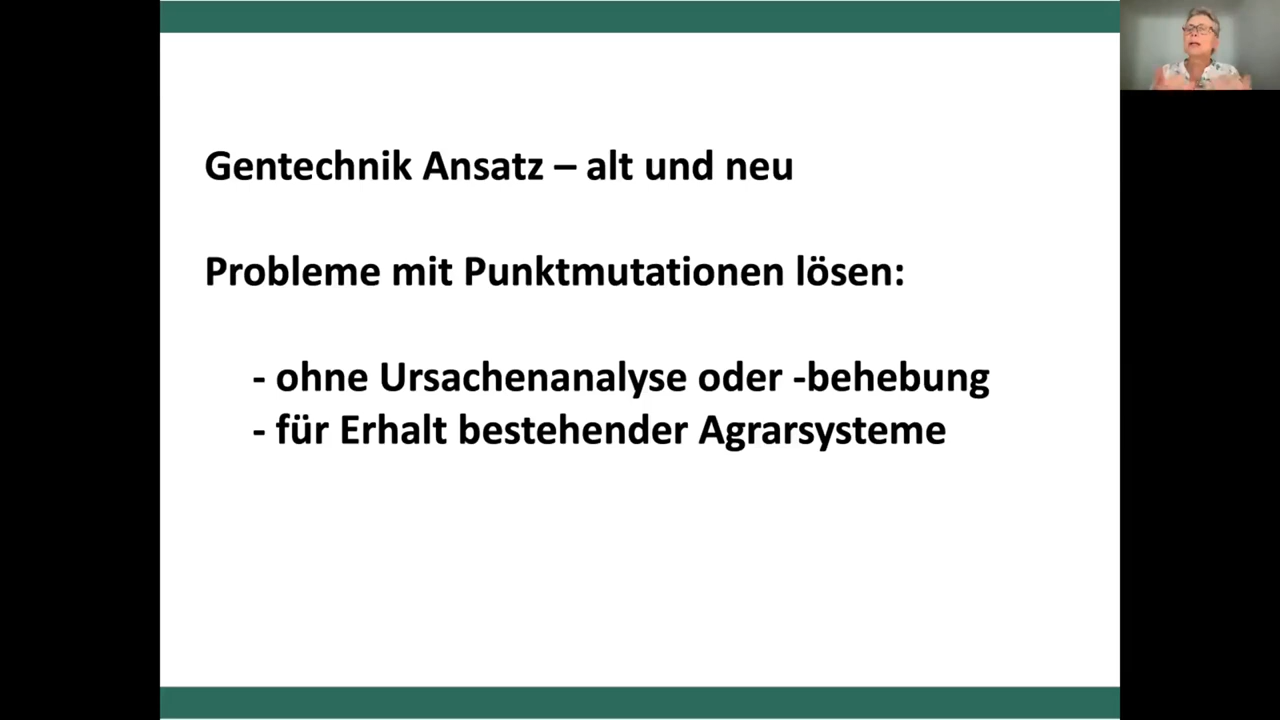 Gentechnik Ansatz – alt und neu
Probleme mit Punktmutationen lösen:
- ohne Ursachenanalyse oder -behebung
- für Erhalt bestehender Agrarsysteme